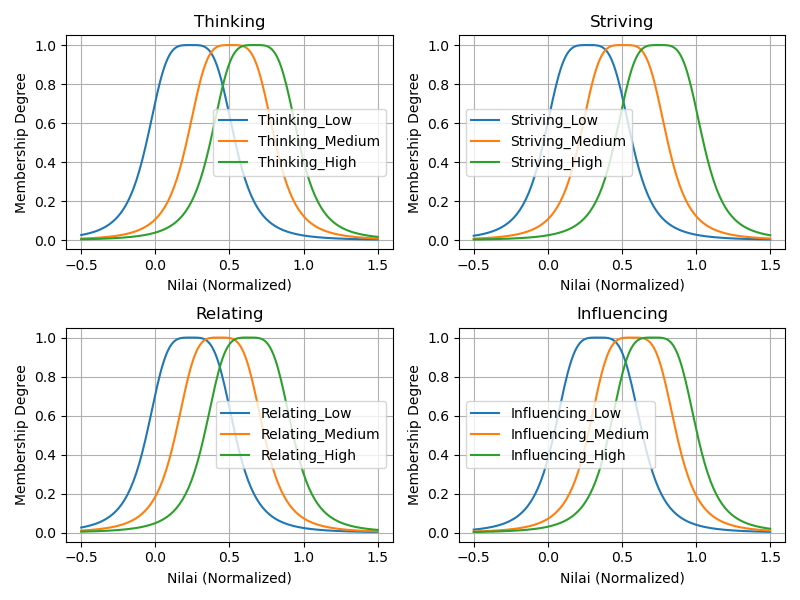 Thinking
Membership Degree
1.0
0.8
0.6
0.4
0.2
0.0
Thinking_Low
Thinking_Medium
Thinking_High
−0.5 0.0 0.5 1.0 1.5
Nilai (Normalized)
Striving
Membership Degree
1.0
0.8
0.6
0.4
0.2
0.0
Striving_Low
Striving_Medium
Striving_High
−0.5 0.0 0.5 1.0 1.5
Nilai (Normalized)
Relating
Membership Degree
1.0
0.8
0.6
0.4
0.2
0.0
Relating_Low
Relating_Medium
Relating_High
−0.5 0.0 0.5 1.0 1.5
Nilai (Normalized)
Influencing
Membership Degree
1.0
0.8
0.6
0.4
0.2
0.0
Influencing_Low
Influencing_Medium
Influencing_High
−0.5 0.0 0.5 1.0 1.5
Nilai (Normalized)